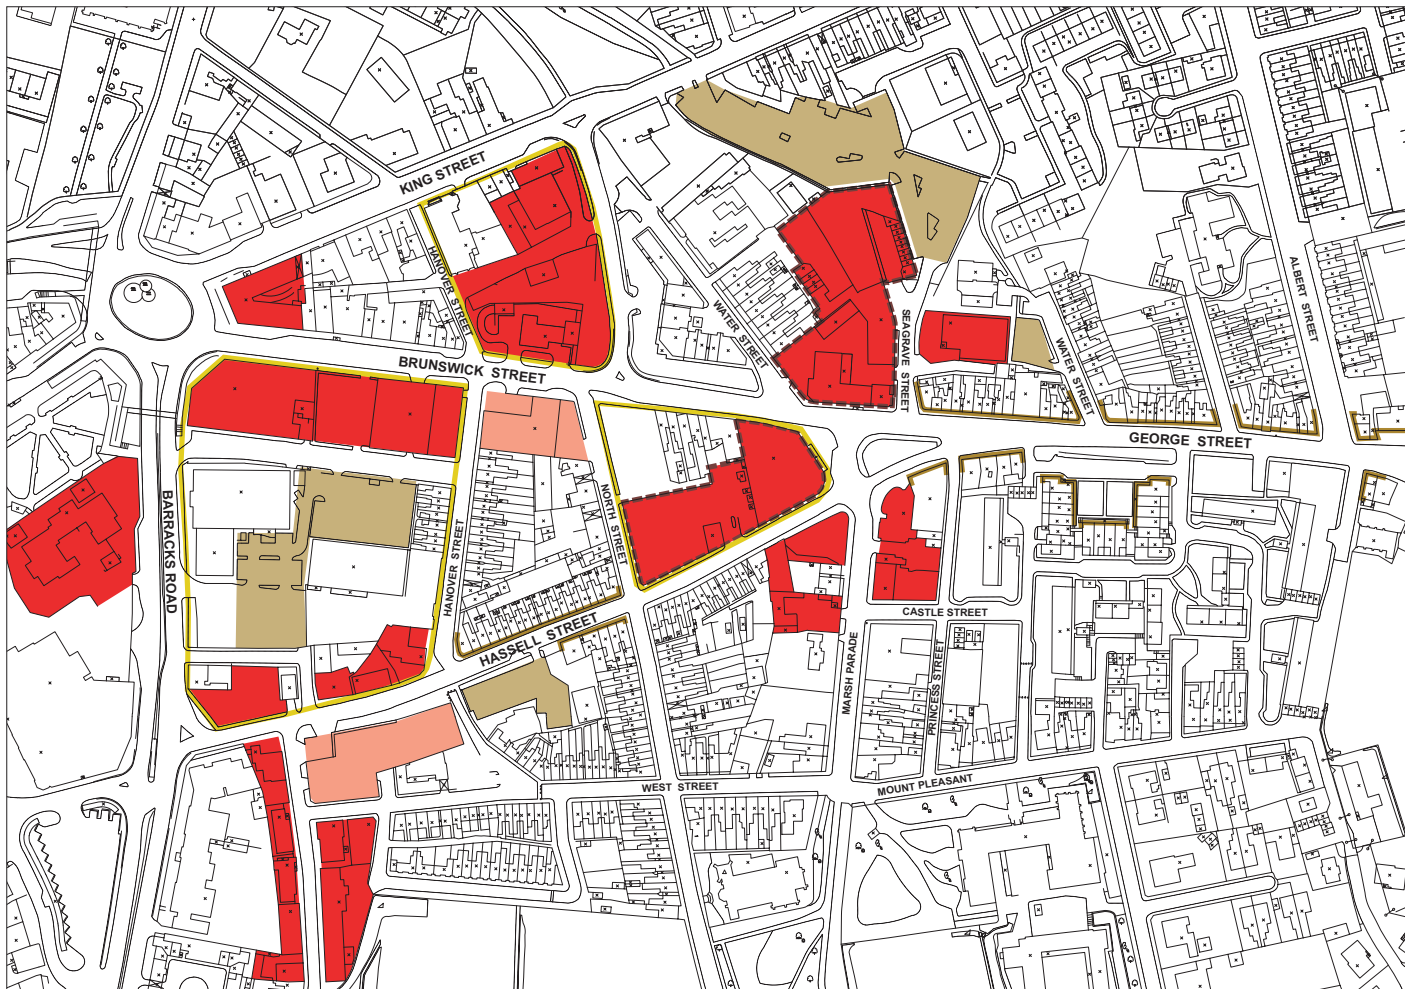 KING STREET
HANOVER STREET
WATER STREET
SEAGRAVE STREET
WATER STREET
ALBERT STREET
BRUNSWICK STREET
GEORGE STREET
BARRACKS ROAD
HANOVER STREET
NORTH STREET
HASSELL STREET
CASTLE STREET
MARSH PARADE
PRINCESS STREET
WEST STREET
MOUNT PLEASANT